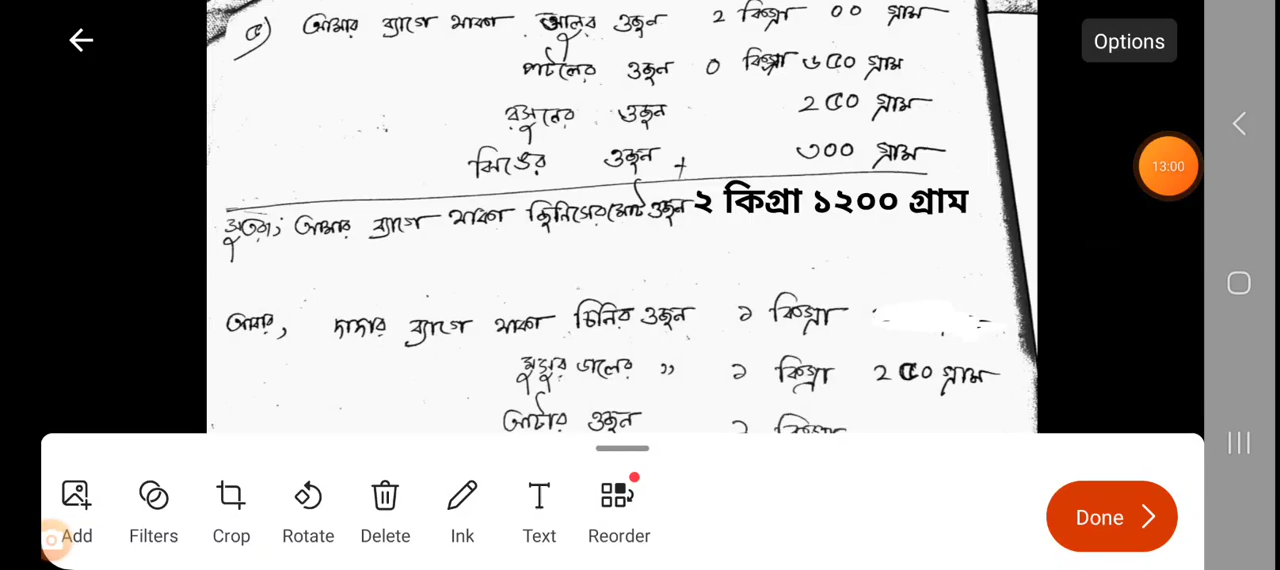 Options
৫) আমার ব্যাগে থাকা আলুর ওজন ২ কিগ্রা ০০ গ্রাম
পটলের ওজন ০ কিগ্রা ৬৫০ গ্রাম
রসুনের ওজন ২৫০ গ্রাম
ঝিঙের ওজন + ৩০০ গ্রাম
সুতরাং আমার ব্যাগে থাকা জিনিসের মোট ওজন ২ কিগ্রা ১২০০ গ্রাম
আবার, দাদার ব্যাগে থাকা চিনির ওজন ১ কিগ্রা
মুসুর ডালের ,, ১ কিগ্রা ২৫০ গ্রাম
আটার ওজন ২ কিগ্রা
13:00
Add Filters Crop Rotate Delete Ink Text Reorder
Done